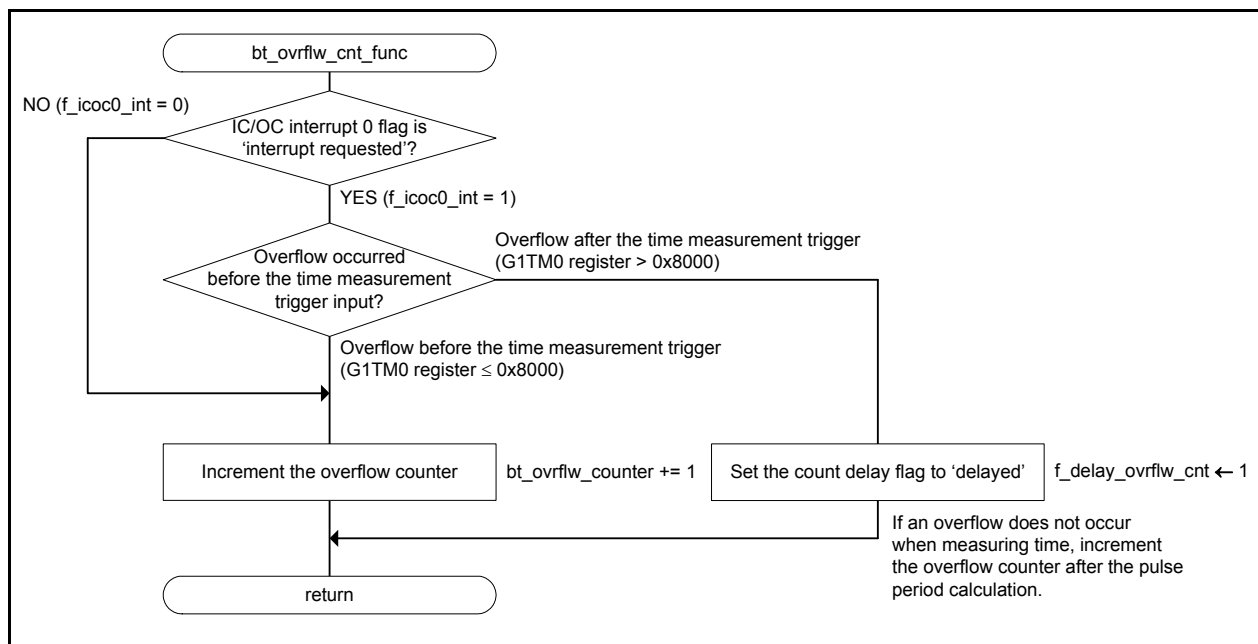 bt_ovrflw_cnt_func
NO (f_icoc0_int = 0)
IC/OC interrupt 0 flag is
‘interrupt requested’?
YES (f_icoc0_int = 1)
Overflow occurred
before the time measurement
trigger input?
Overflow after the time measurement trigger
(G1TM0 register > 0x8000)
Overflow before the time measurement trigger
(G1TM0 register ≤ 0x8000)
Increment the overflow counter
bt_ovrflw_counter += 1
Set the count delay flag to ‘delayed’
f_delay_ovrflw_cnt ← 1
If an overflow does not occur
when measuring time, increment
the overflow counter after the pulse
period calculation.
return